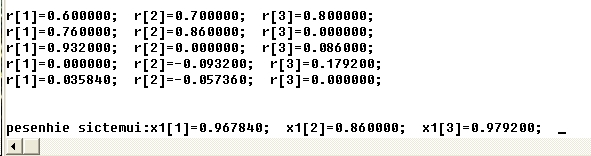 r[1]=0.600000;  r[2]=0.700000;  r[3]=0.800000;
r[1]=0.760000;  r[2]=0.860000;  r[3]=0.000000;
r[1]=0.932000;  r[2]=0.000000;  r[3]=0.086000;
r[1]=0.000000;  r[2]=-0.093200;  r[3]=0.179200;
r[1]=0.035840;  r[2]=-0.057360;  r[3]=0.000000;
pesenhie sictemui:x1[1]=0.967840;  x1[2]=0.860000;  x1[3]=0.979200;  _